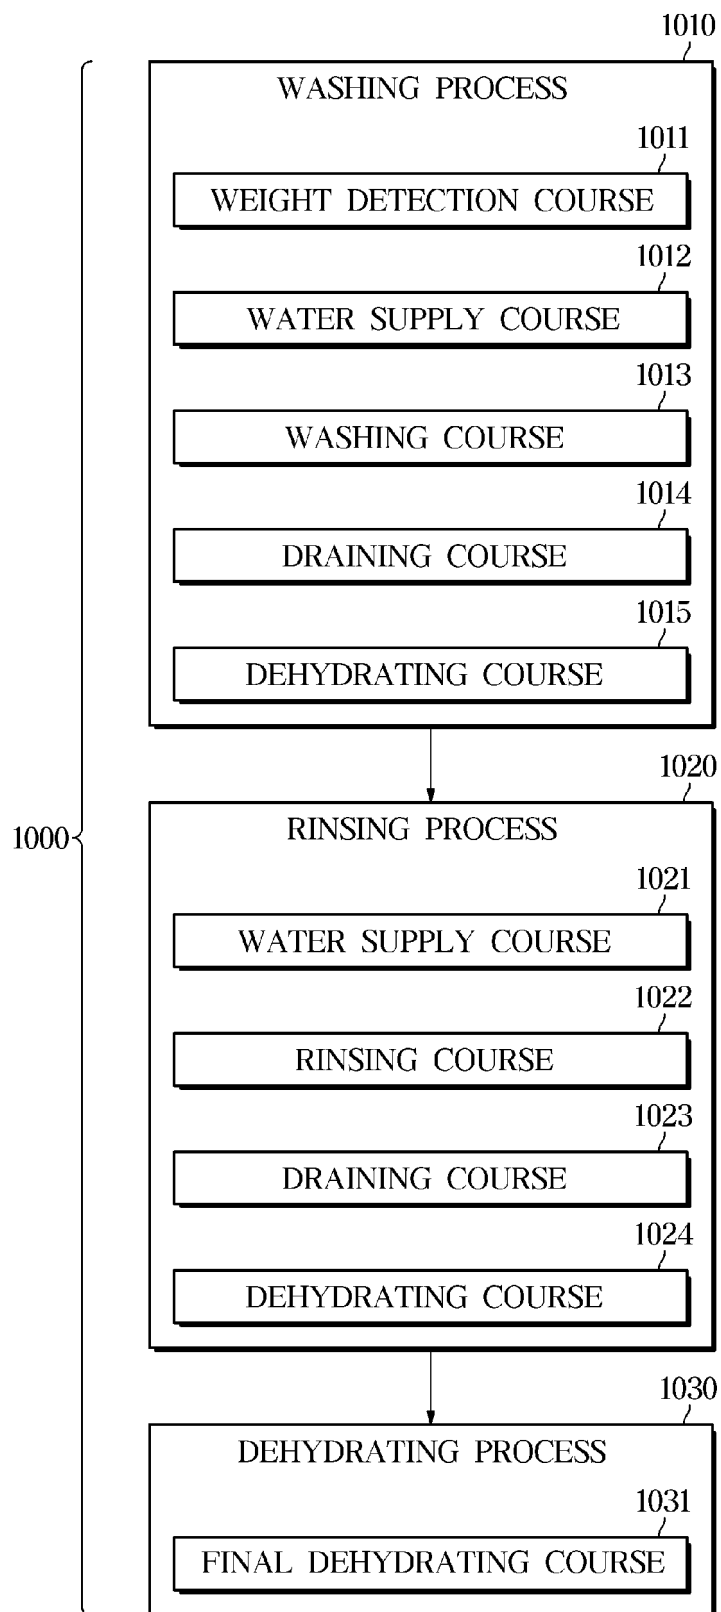 1010
WASHING PROCESS
1011
WEIGHT DETECTION COURSE
1012
WATER SUPPLY COURSE
1013
WASHING COURSE
1014
DRAINING COURSE
1015
DEHYDRATING COURSE
1020
RINSING PROCESS
1000
1021
WATER SUPPLY COURSE
1022
RINSING COURSE
1023
DRAINING COURSE
1024
DEHYDRATING COURSE
1030
DEHYDRATING PROCESS
1031
FINAL DEHYDRATING COURSE